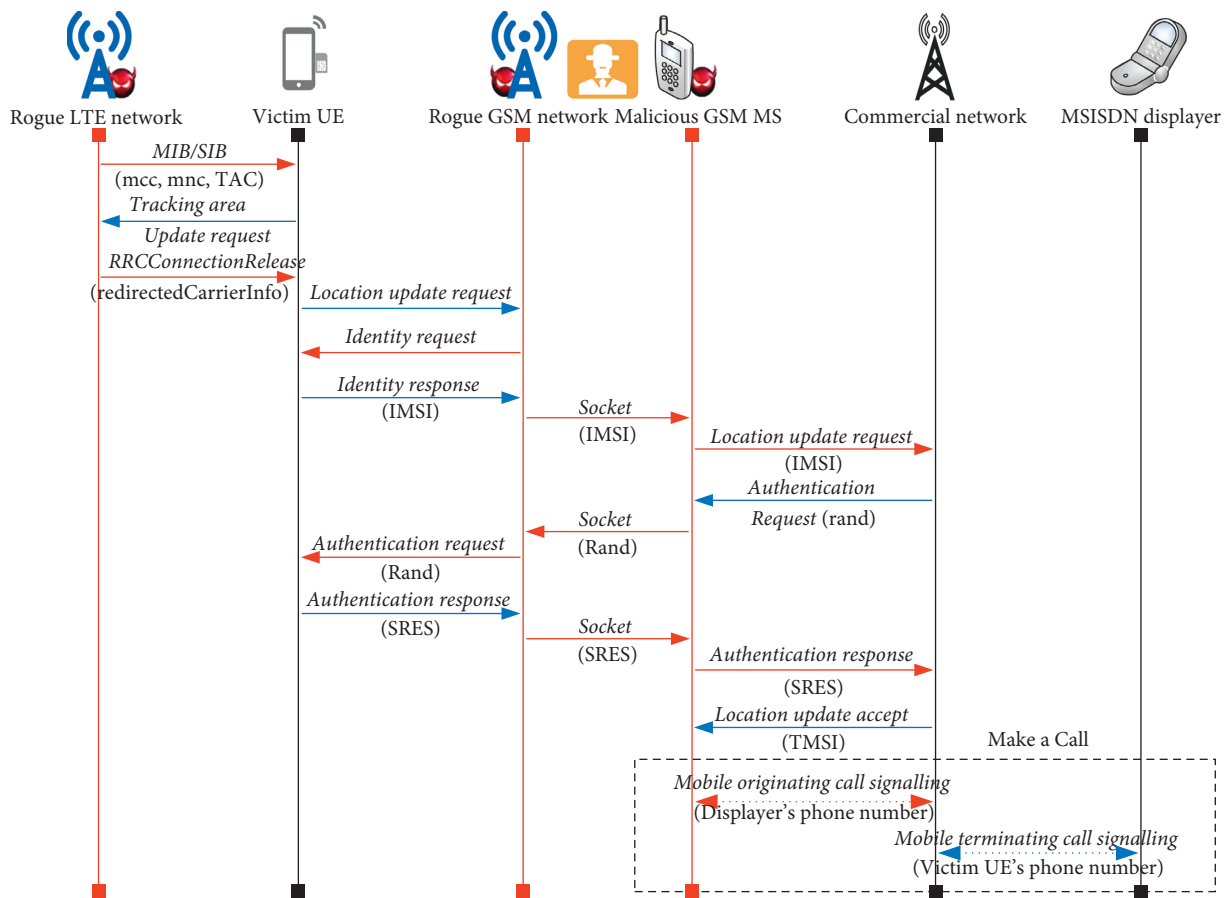 Rogue LTE network
Victim UE
Rogue GSM network
Malicious GSM MS
Commercial network
MSISDN displayer
MIB/SIB
(mcc, mnc, TAC)
Tracking area
Update request
RRCConnectionRelease
(redirectedCarrierInfo)
Location update request
Identity request
Identity response
(IMSI)
Socket
(IMSI)
Location update request
(IMSI)
Authentication
Request (rand)
Socket
(Rand)
Authentication request
(Rand)
Authentication response
(SRES)
Socket
(SRES)
Authentication response
(SRES)
Location update accept
(TMSI)
Make a Call
Mobile originating call signalling
(Displayer's phone number)
Mobile terminating call signalling
(Victim UE's phone number)